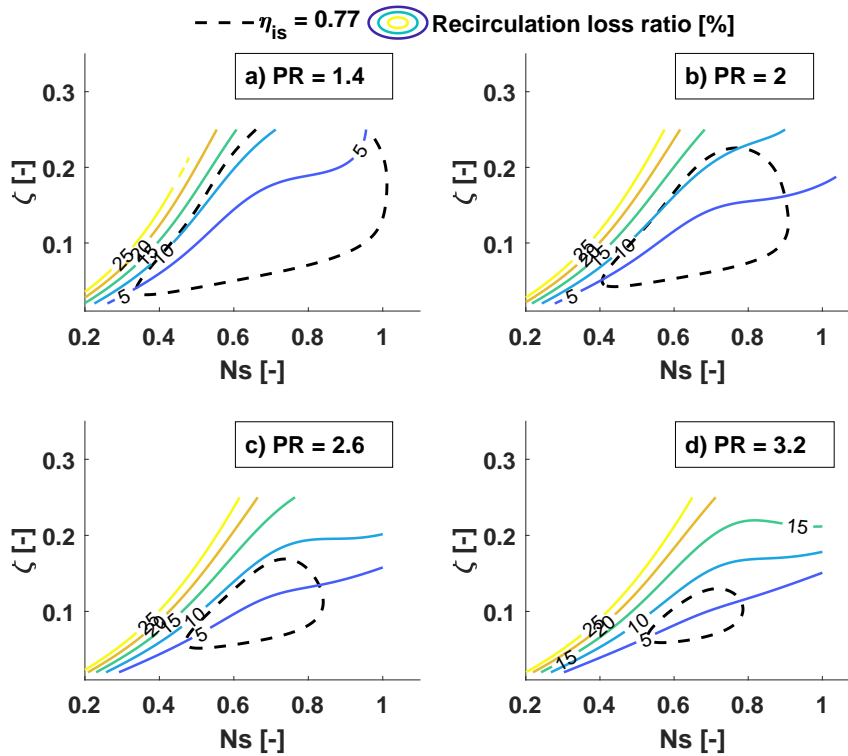 η_is = 0.77 Recirculation loss ratio [%]
a) PR = 1.4
ζ [-]
0.3
0.2
0.1
25
20
15
10
5
5
0.2 0.4 0.6 0.8 1
Ns [-]
b) PR = 2
ζ [-]
0.3
0.2
0.1
25
20
15
10
5
0.2 0.4 0.6 0.8 1
Ns [-]
c) PR = 2.6
ζ [-]
0.3
0.2
0.1
25
20
15
10
5
0.2 0.4 0.6 0.8 1
Ns [-]
d) PR = 3.2
ζ [-]
0.3
0.2
0.1
15
25
20
10
5
15
0.2 0.4 0.6 0.8 1
Ns [-]